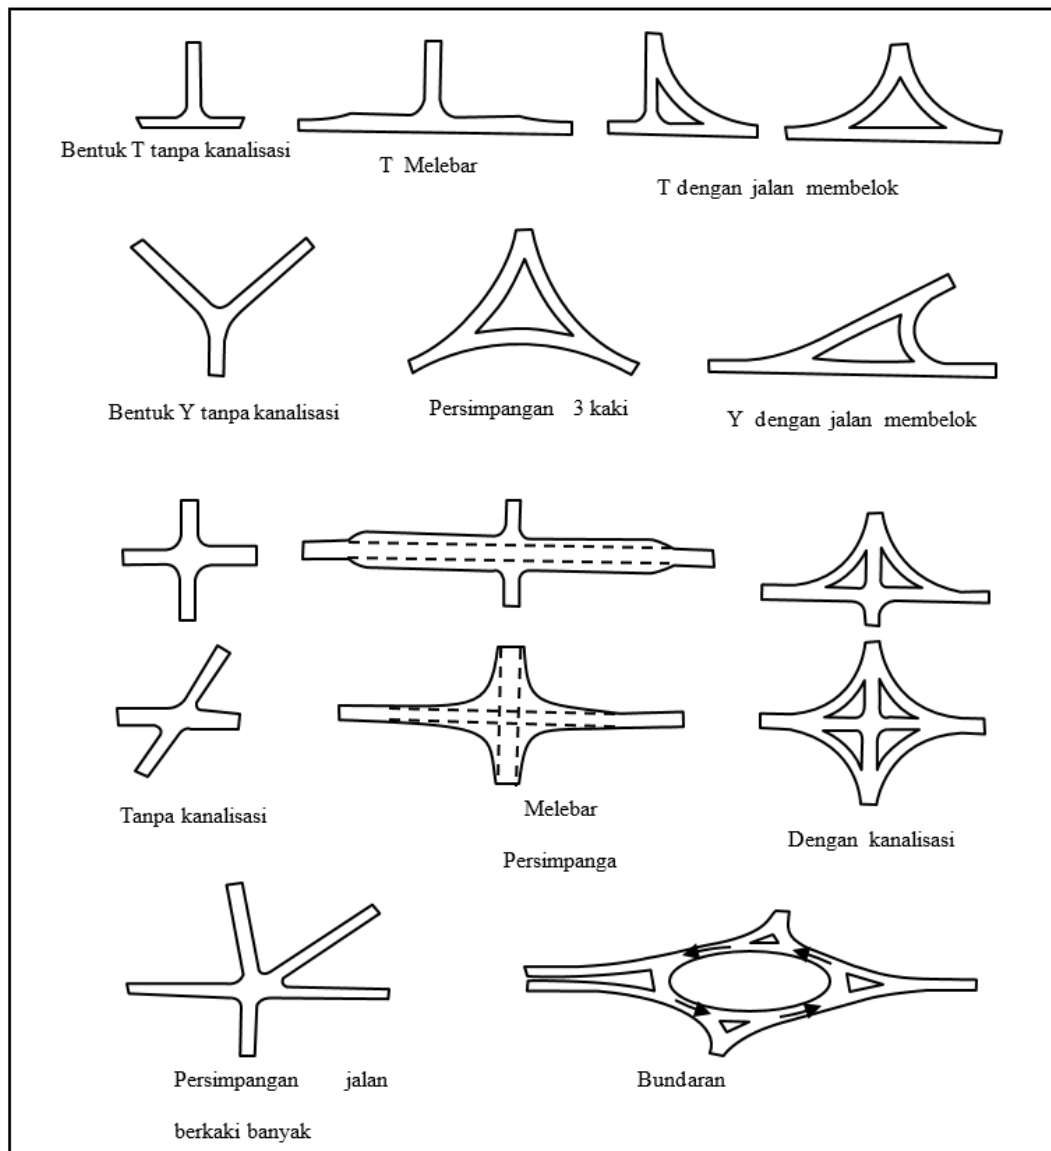 Bentuk T tanpa kanalisasi
T Melebar
T dengan jalan membelok
Bentuk Y tanpa kanalisasi
Persimpangan 3 kaki
Y dengan jalan membelok
Tanpa kanalisasi
Melebar
Persimpanga
Dengan kanalisasi
Persimpangan jalan
berkaki banyak
Bundaran